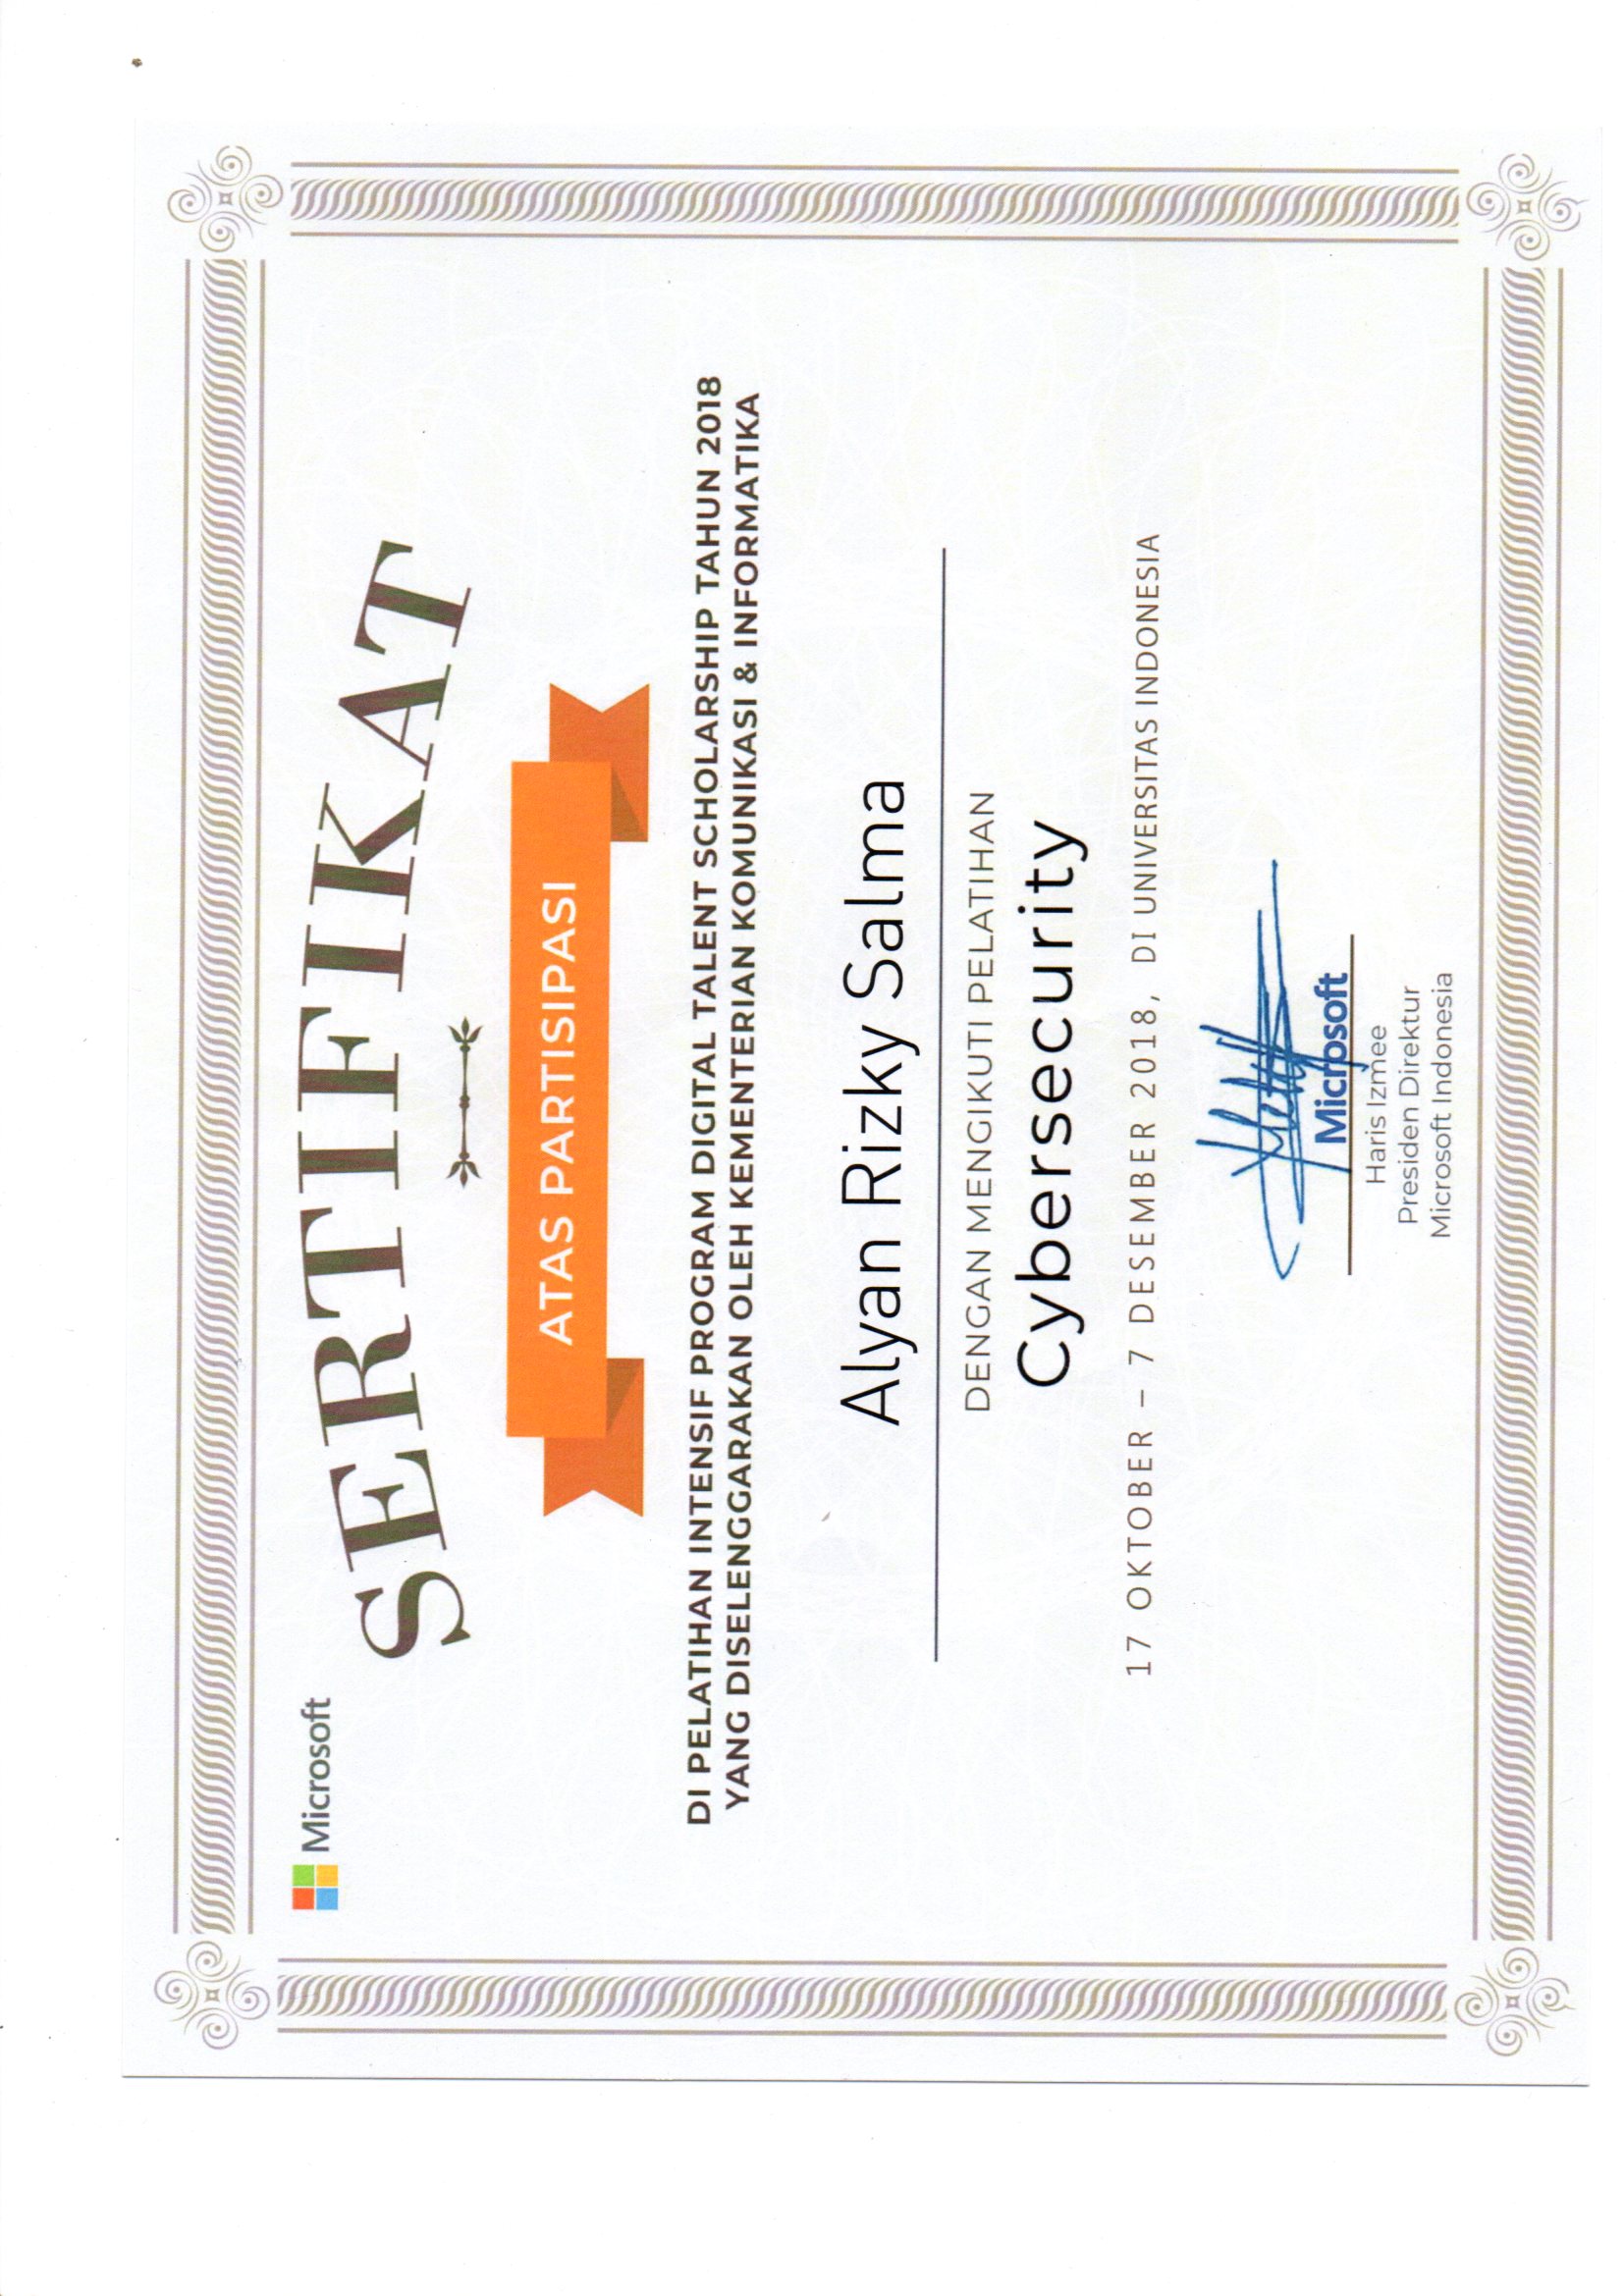 Microsoft
SERTIFIKAT
ATAS PARTISIPASI
DI PELATIHAN INTENSIF PROGRAM DIGITAL TALENT SCHOLARSHIP TAHUN 2018
YANG DISELENGGARAKAN OLEH KEMENTERIAN KOMUNIKASI & INFORMATIKA
Alyan Rizky Salma
DENGAN MENGIKUTI PELATIHAN
Cybersecurity
17 OKTOBER – 7 DESEMBER 2018, DI UNIVERSITAS INDONESIA
Microsoft
Haris Izmee
Presiden Direktur
Microsoft Indonesia